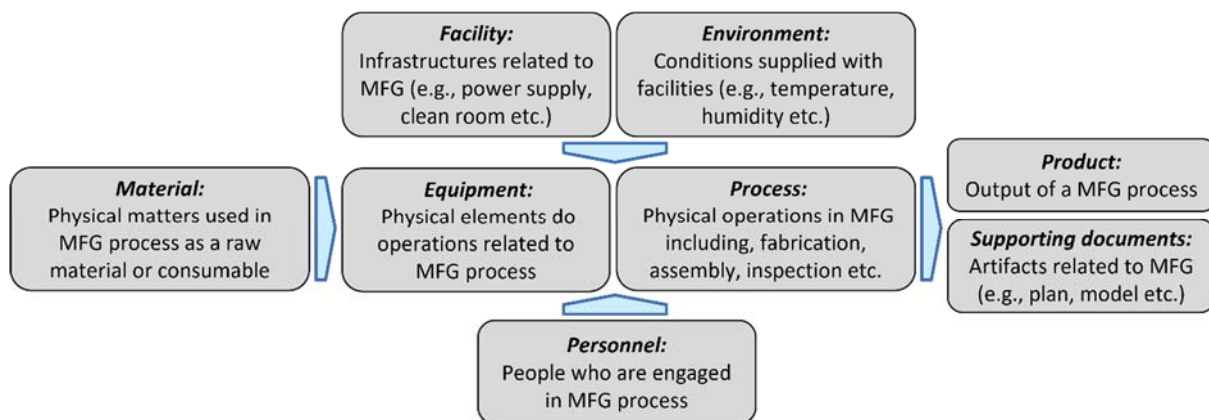 Facility:
Infrastructures related to
MFG (e.g., power supply,
clean room etc.)
Environment:
Conditions supplied with
facilities (e.g., temperature,
humidity etc.)
Material:
Physical matters used in
MFG process as a raw
material or consumable
Equipment:
Physical elements do
operations related to
MFG process
Process:
Physical operations in MFG
including, fabrication,
assembly, inspection etc.
Product:
Output of a MFG process
Supporting documents:
Artifacts related to MFG
(e.g., plan, model etc.)
Personnel:
People who are engaged
in MFG process